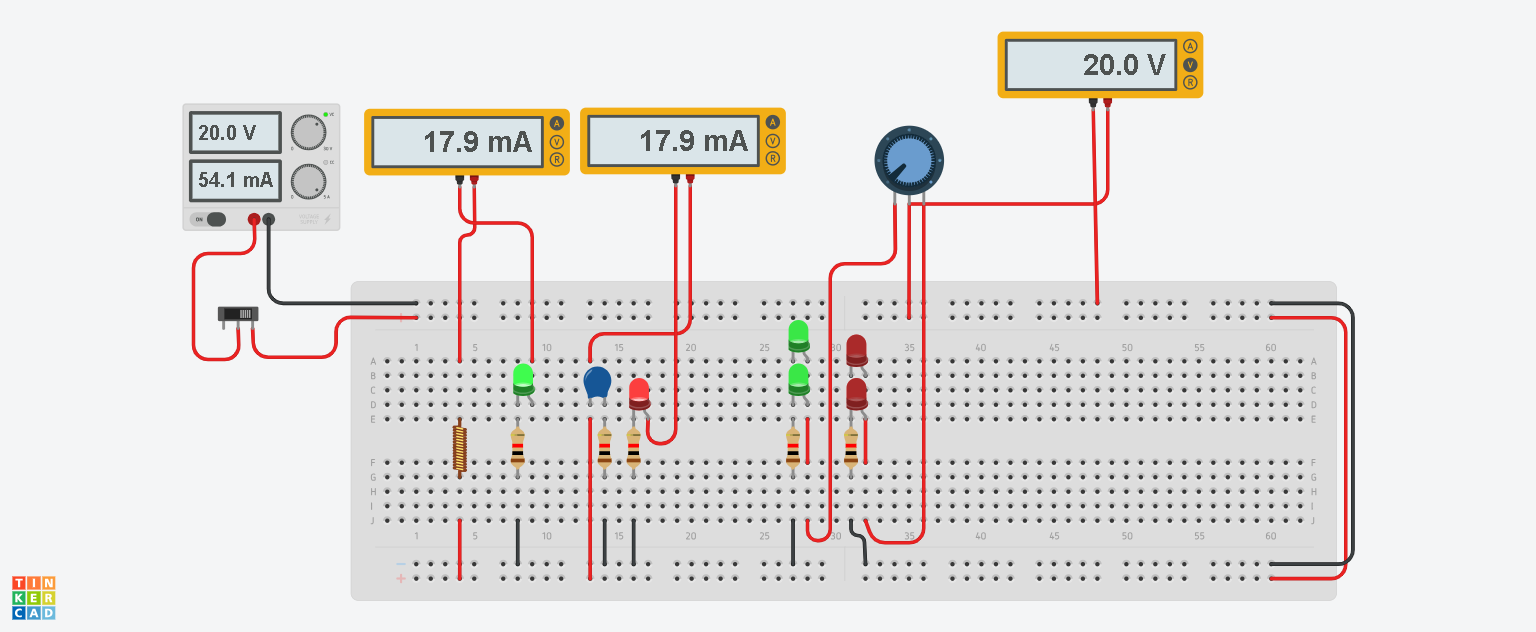 20.0 V
A
V
R
20.0 V
54.1 mA
ON
17.9 mA
A
V
R
17.9 mA
A
V
R
1 5 10 15 20 25 30 35 40 45 50 55 60
A A
B B
C C
D D
E E
F F
G G
H H
I I
J J
1 5 10 15 20 25 30 35 40 45 50 55 60
− 
+
TIN
KER
CAD